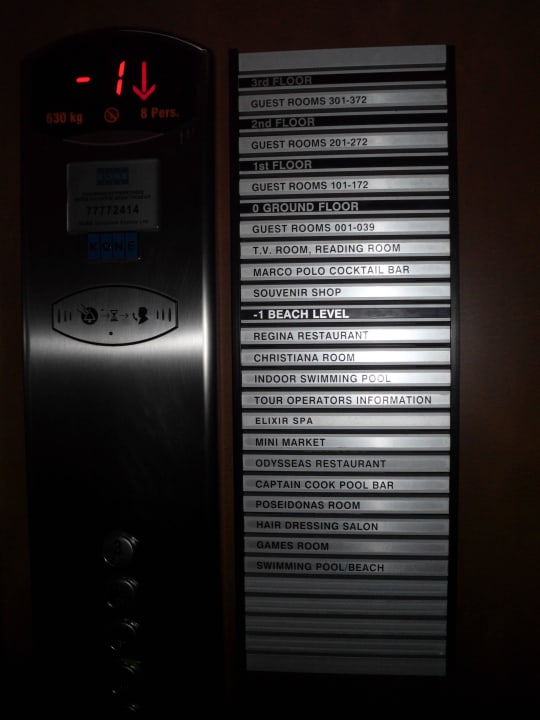 -1↓
630 kg 8 Pers.
KONE
77772414
KONE
3rd FLOOR
GUEST ROOMS 301-372
2nd FLOOR
GUEST ROOMS 201-272
1st FLOOR
GUEST ROOMS 101-172
0 GROUND FLOOR
GUEST ROOMS 001-039
T.V. ROOM, READING ROOM
MARCO POLO COCKTAIL BAR
SOUVENIR SHOP
-1 BEACH LEVEL
REGINA RESTAURANT
CHRISTIANA ROOM
INDOOR SWIMMING POOL
TOUR OPERATORS INFORMATION
ELIXIR SPA
MINI MARKET
ODYSSEAS RESTAURANT
CAPTAIN COOK POOL BAR
POSEIDONAS ROOM
HAIR DRESSING SALON
GAMES ROOM
SWIMMING POOL/BEACH